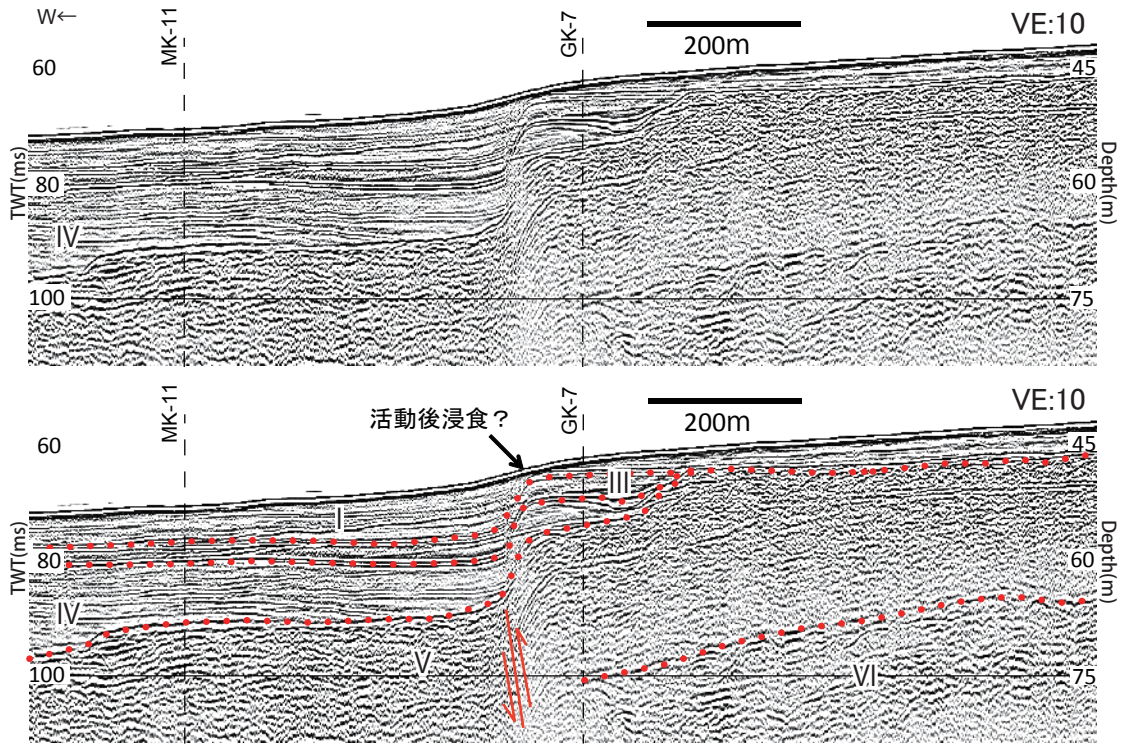 W←
MK-11
GK-7
200m
VE:10
60
45
TWT(ms)
80
60
Depth(m)
IV
100
75
MK-11
活動後浸食？
GK-7
200m
VE:10
60
45
III
I
TWT(ms)
80
60
Depth(m)
IV
V
VI
100
75